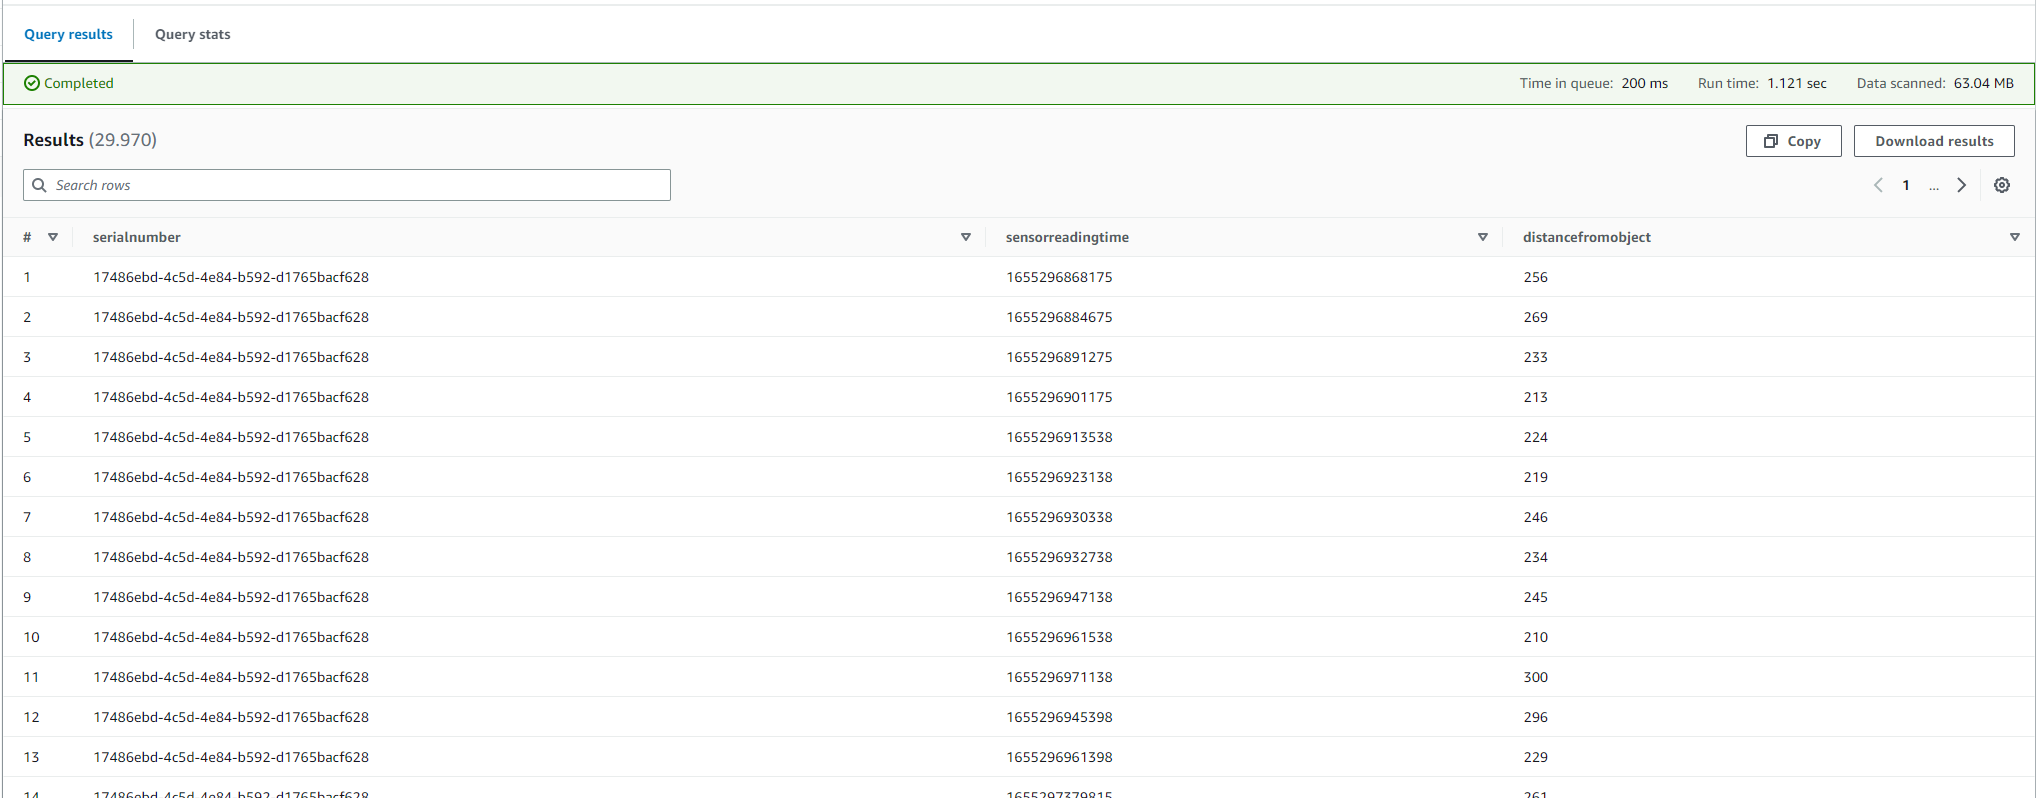 Query results Query stats
Completed Time in queue: 200 ms Run time: 1.121 sec Data scanned: 63.04 MB
Results (29.970) Copy Download results
Search rows 1 ...
# serialnumber sensorreadingtime distancefromobject
1 17486ebd-4c5d-4e84-b592-d1765bacf628 1655296868175 256
2 17486ebd-4c5d-4e84-b592-d1765bacf628 1655296884675 269
3 17486ebd-4c5d-4e84-b592-d1765bacf628 1655296891275 233
4 17486ebd-4c5d-4e84-b592-d1765bacf628 1655296901175 213
5 17486ebd-4c5d-4e84-b592-d1765bacf628 1655296913538 224
6 17486ebd-4c5d-4e84-b592-d1765bacf628 1655296923138 219
7 17486ebd-4c5d-4e84-b592-d1765bacf628 1655296930338 246
8 17486ebd-4c5d-4e84-b592-d1765bacf628 1655296932738 234
9 17486ebd-4c5d-4e84-b592-d1765bacf628 1655296947138 245
10 17486ebd-4c5d-4e84-b592-d1765bacf628 1655296961538 210
11 17486ebd-4c5d-4e84-b592-d1765bacf628 1655296971138 300
12 17486ebd-4c5d-4e84-b592-d1765bacf628 1655296945398 296
13 17486ebd-4c5d-4e84-b592-d1765bacf628 1655296961398 229
14 17486ebd-4c5d-4e84-b592-d1765bacf628 1655297379815 261